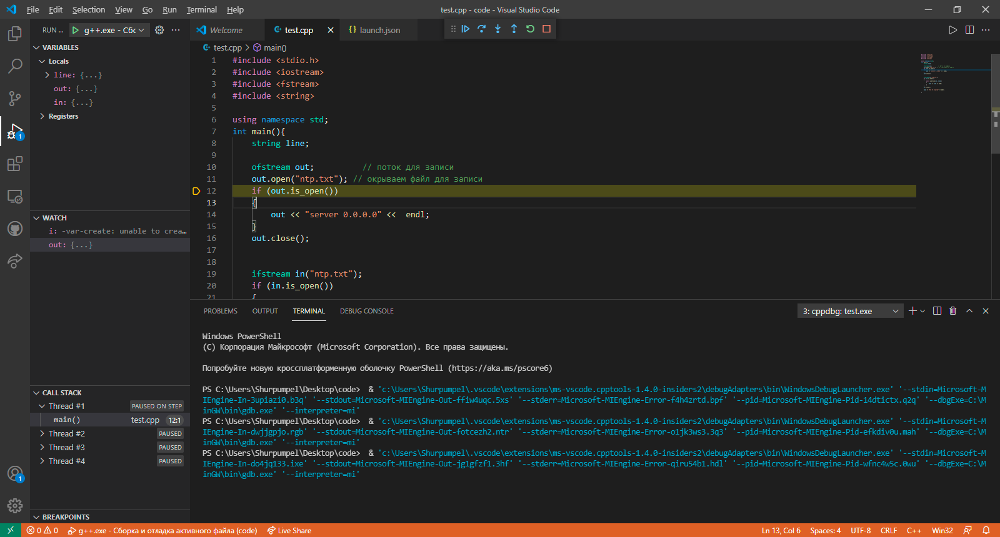 File Edit Selection View Go Run Terminal Help
test.cpp - code - Visual Studio Code
RUN ... g++.exe - Сбс
Welcome
test.cpp
launch.json
VARIABLES
Locals
line: {...}
out: {...}
in: {...}
Registers
WATCH
i: -var-create: unable to crea…
out: {...}
CALL STACK
Thread #1 PAUSED ON STEP
main() test.cpp 12:1
Thread #2 PAUSED
Thread #3 PAUSED
Thread #4 PAUSED
BREAKPOINTS
test.cpp > main()
1 #include <stdio.h>
2 #include <iostream>
3 #include <fstream>
4 #include <string>
5
6 using namespace std;
7 int main(){
8 string line;
9
10 ofstream out; // поток для записи
11 out.open("ntp.txt"); // окрываем файл для записи
12 if (out.is_open())
13 {
14 out << "server 0.0.0.0" << endl;
15 }
16 out.close();
17
18
19 ifstream in("ntp.txt");
20 if (in.is_open())
21 {
PROBLEMS OUTPUT TERMINAL DEBUG CONSOLE
3: cppdbg: test.exe
Windows PowerShell
(C) Корпорация Майкрософт (Microsoft Corporation). Все права защищены.
Попробуйте новую кроссплатформенную оболочку PowerShell (https://aka.ms/pscore6)
PS C:\Users\Shurpumpel\Desktop\code> & 'c:\Users\Shurpumpel\.vscode\extensions\ms-vscode.cpptools-1.4.0-insiders2\debugAdapters\bin\WindowsDebugLauncher.exe' '--stdin=Microsoft-M
IEngine-In-3upiazi0.b3q' '--stdout=Microsoft-MIEngine-Out-ffiw4uqc.5xs' '--stderr=Microsoft-MIEngine-Error-f4h4zrtd.bpf' '--pid=Microsoft-MIEngine-Pid-14dtictx.q2q' '--dbgExe=C:\M
inGW\bin\gdb.exe' '--interpreter=mi'
PS C:\Users\Shurpumpel\Desktop\code> & 'c:\Users\Shurpumpel\.vscode\extensions\ms-vscode.cpptools-1.4.0-insiders2\debugAdapters\bin\WindowsDebugLauncher.exe' '--stdin=Microsoft-M
IEngine-In-dwjjgpjo.rgb' '--stdout=Microsoft-MIEngine-Out-fotcezh2.ntr' '--stderr=Microsoft-MIEngine-Error-o1jk3ws3.3q3' '--pid=Microsoft-MIEngine-Pid-efkdiv0u.mah' '--dbgExe=C:\M
inGW\bin\gdb.exe' '--interpreter=mi'
PS C:\Users\Shurpumpel\Desktop\code> & 'c:\Users\Shurpumpel\.vscode\extensions\ms-vscode.cpptools-1.4.0-insiders2\debugAdapters\bin\WindowsDebugLauncher.exe' '--stdin=Microsoft-M
IEngine-In-do4jq133.ixe' '--stdout=Microsoft-MIEngine-Out-jg1gfzf1.3hf' '--stderr=Microsoft-MIEngine-Error-qiru54b1.hdl' '--pid=Microsoft-MIEngine-Pid-wfnc4w5c.0wu' '--dbgExe=C:\M
inGW\bin\gdb.exe' '--interpreter=mi'
0 0 g++.exe - Сборка и отладка активного файла (code) Live Share
Ln 13, Col 6 Spaces: 4 UTF-8 CRLF C++ Win32